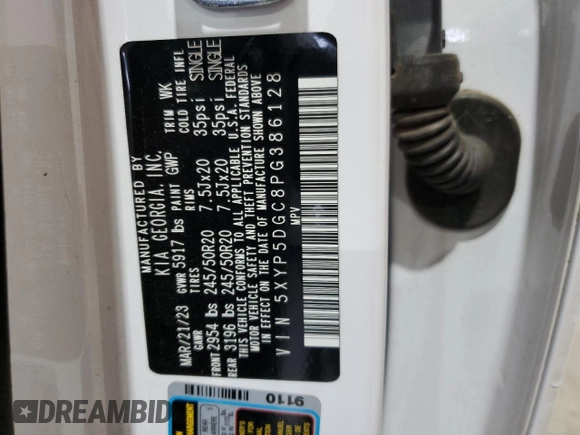 MANUFACTURED BY
KIA GEORGIA, INC.
MAR/21/23 GVWR 5917 lbs PAINT GWP TRIM WK
GAWR TIRES RIMS COLD TIRE INFL
FRONT 2954 lbs 245/50R20 7.5Jx20 35psi SINGLE
REAR 3196 lbs 245/50R20 7.5Jx20 35psi SINGLE
THIS VEHICLE CONFORMS TO ALL APPLICABLE U.S.A. FEDERAL
MOTOR VEHICLE SAFETY AND THEFT PREVENTION STANDARDS
IN EFFECT ON THE DATE OF MANUFACTURE SHOWN ABOVE
VIN 5XYP5DGC8PG386128
MPV
9110
DREAMBID